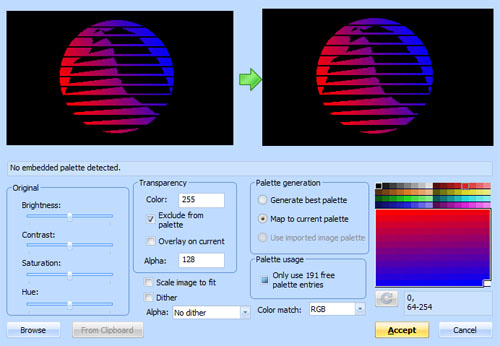 No embedded palette detected.
Original
Brightness:
Contrast:
Saturation:
Hue:
Browse
From Clipboard
Transparency
Color: 255
Exclude from
palette
Overlay on current
Alpha: 128
Scale image to fit
Dither
Alpha: No dither
Palette generation
Generate best palette
Map to current palette
Use imported image palette
Palette usage
Only use 191 free
palette entries
Color match: RGB
0,
64-254
Accept
Cancel